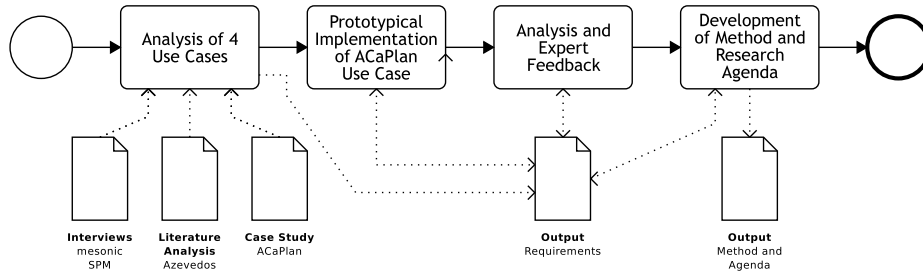 Analysis of 4
Use Cases
Prototypical
Implementation
of ACaPlan
Use Case
Analysis and
Expert
Feedback
Development
of Method and
Research
Agenda
Interviews
mesonic
SPM
Literature
Analysis
Azevedos
Case Study
ACaPlan
Output
Requirements
Output
Method and
Agenda